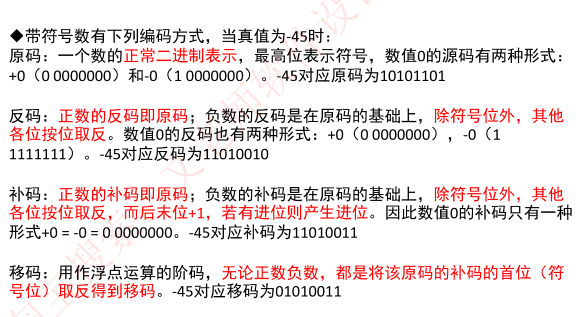 ◆带符号数有下列编码方式，当真值为-45时：
原码：一个数的正常二进制表示，最高位表示符号，数值0的源码有两种形式：
+0（0 0000000）和-0（1 0000000）。-45对应原码为10101101
反码：正数的反码即原码；负数的反码是在原码的基础上，除符号位外，其他
各位按位取反。数值0的反码也有两种形式：+0（0 0000000），-0（1
1111111）。-45对应反码为11010010
补码：正数的补码即原码；负数的补码是在原码的基础上，除符号位外，其他
各位按位取反，而后末位+1，若有进位则产生进位。因此数值0的补码只有一种
形式+0 = -0 = 0 0000000。-45对应补码为11010011
移码：用作浮点运算的阶码，无论正数负数，都是将该原码的补码的首位（符
号位）取反得到移码。-45对应移码为01010011